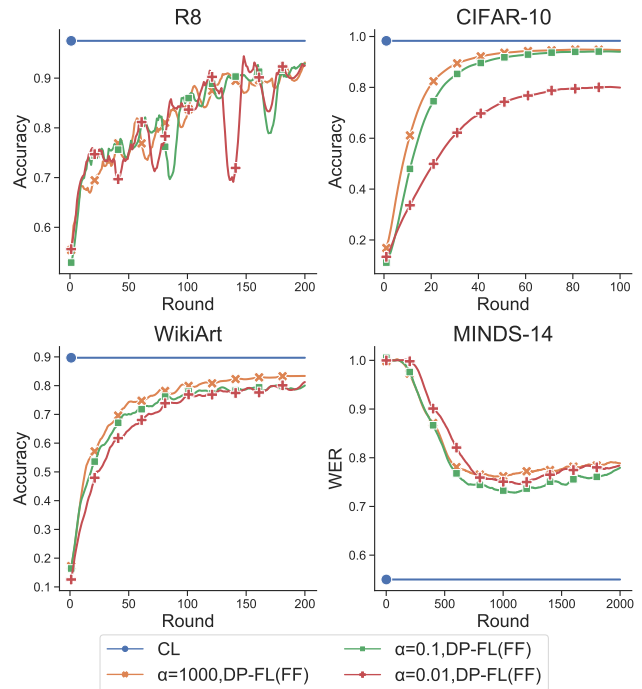 R8
CIFAR-10
Accuracy
0.9
0.8
0.7
0.6
0 50 100 150 200
Round
Accuracy
1.0
0.8
0.6
0.4
0.2
0 20 40 60 80 100
Round
WikiArt
MINDS-14
Accuracy
0.9
0.8
0.7
0.6
0.5
0.4
0.3
0.2
0.1
0 50 100 150 200
Round
WER
1.0
0.9
0.8
0.7
0.6
0 500 1000 1500 2000
Round
CL
α=1000,DP-FL(FF)
α=0.1,DP-FL(FF)
α=0.01,DP-FL(FF)